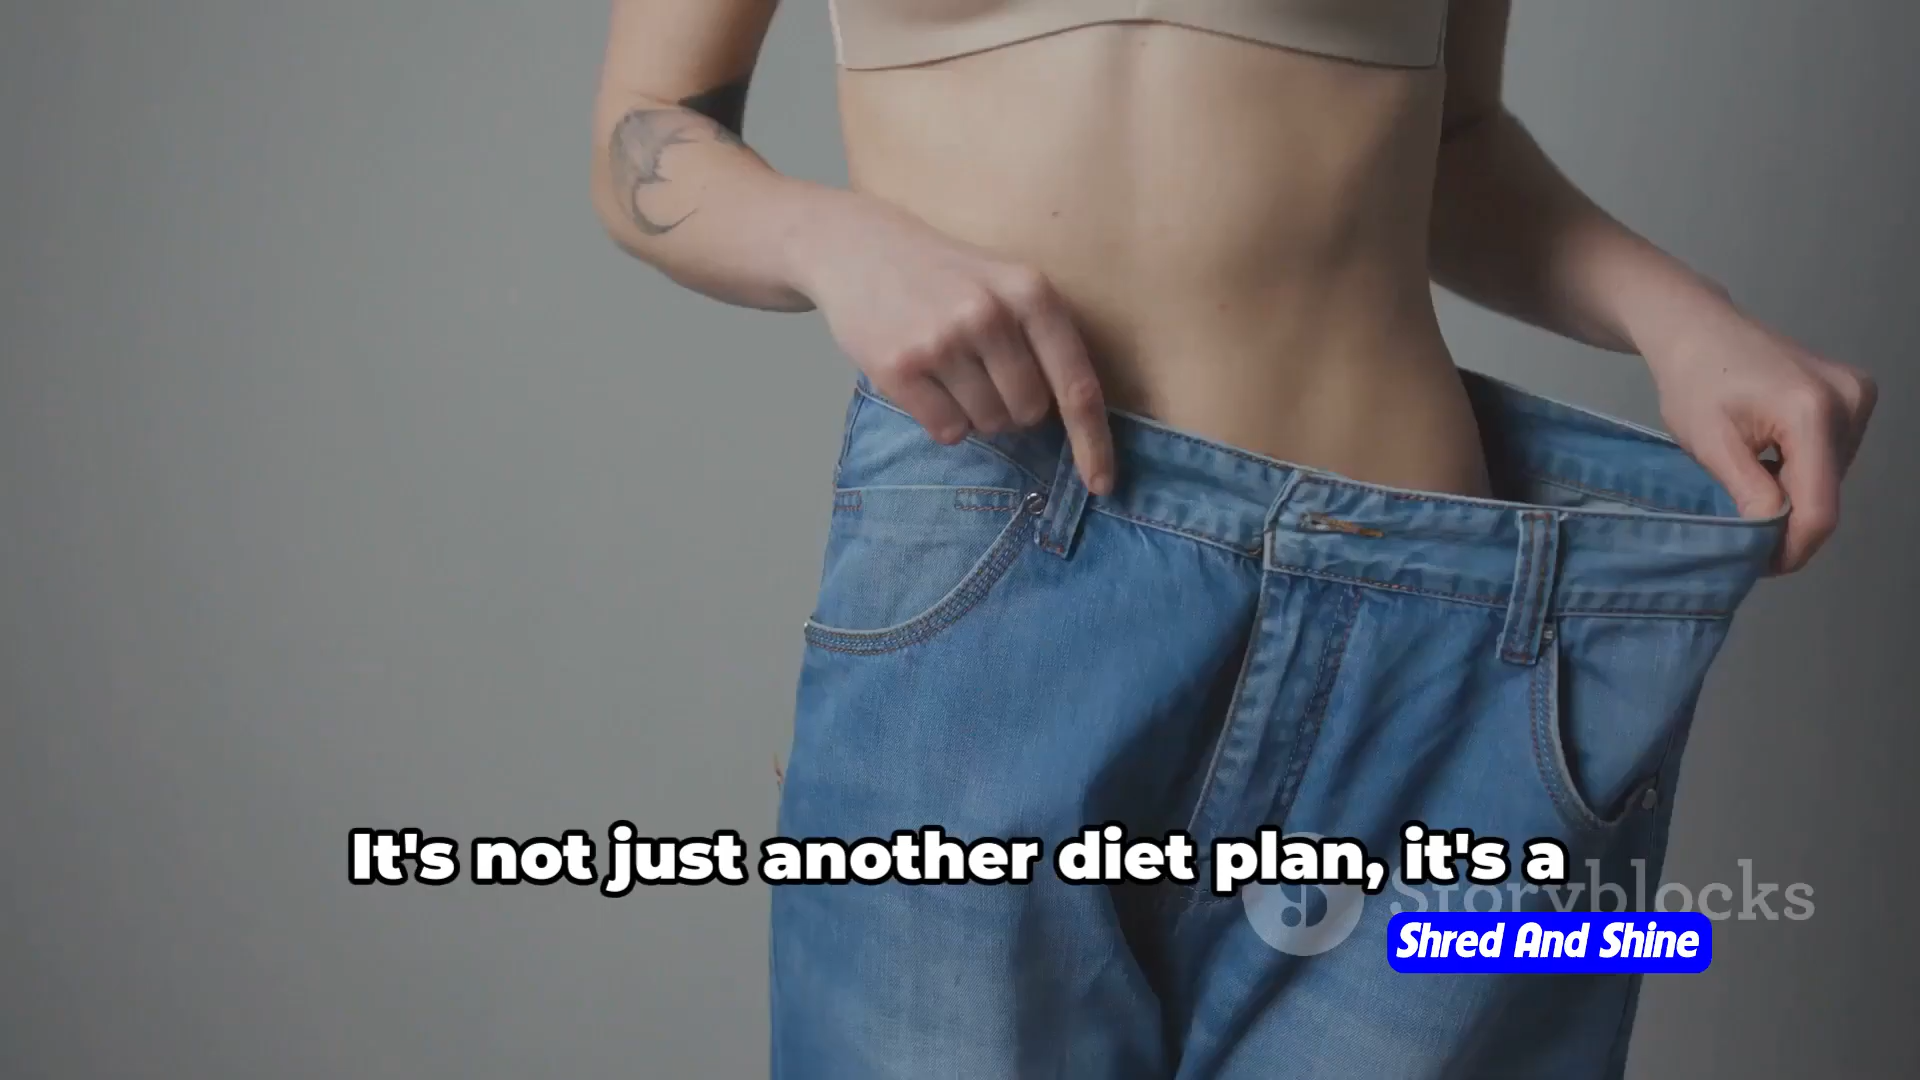 It's not just another diet plan, it's a
Storyblocks
Shred And Shine